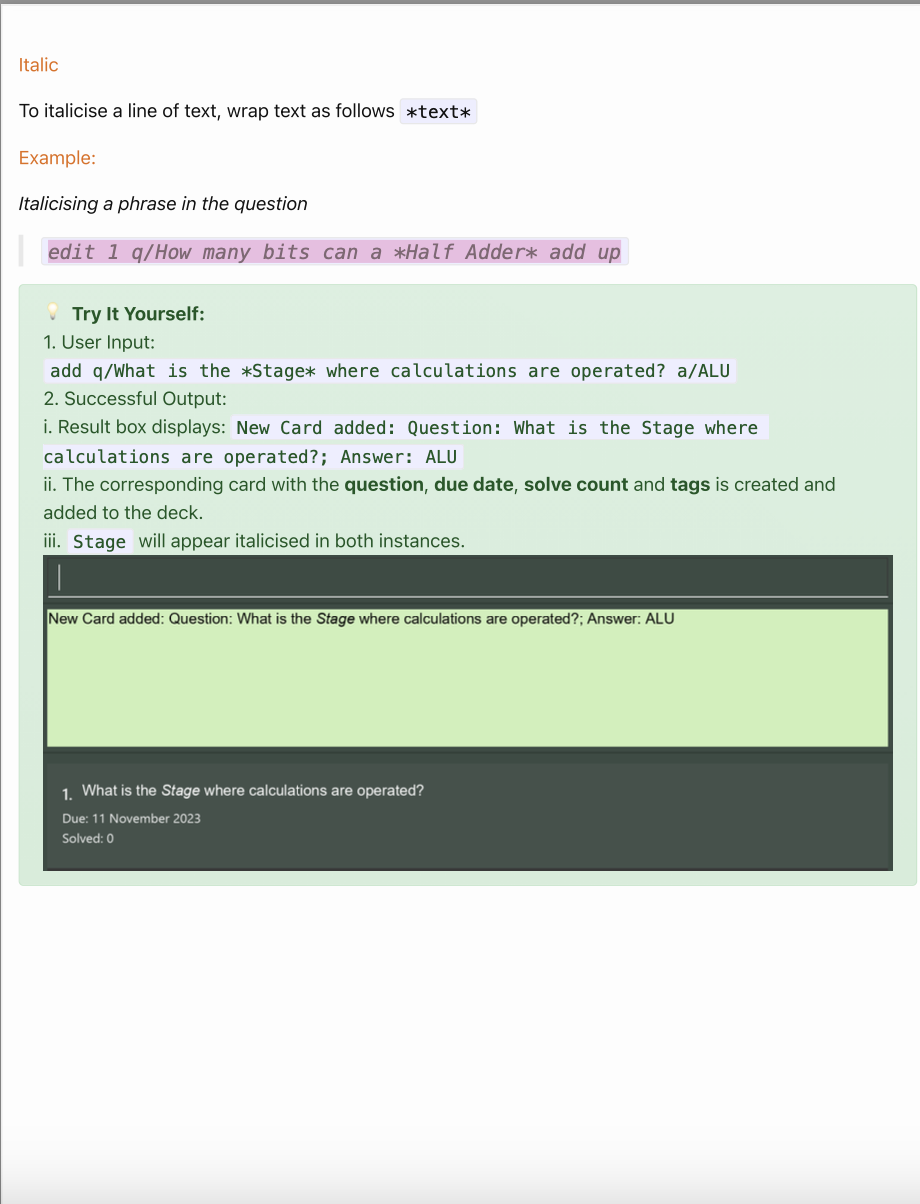 Italic
To italicise a line of text, wrap text as follows *text*
Example:
Italicising a phrase in the question
edit 1 q/How many bits can a *Half Adder* add up
Try It Yourself:
1. User Input:
add q/What is the *Stage* where calculations are operated? a/ALU
2. Successful Output:
i. Result box displays: New Card added: Question: What is the Stage where
calculations are operated?; Answer: ALU
ii. The corresponding card with the question, due date, solve count and tags is created and
added to the deck.
iii. Stage will appear italicised in both instances.
New Card added: Question: What is the Stage where calculations are operated?; Answer: ALU
1. What is the Stage where calculations are operated?
Due: 11 November 2023
Solved: 0